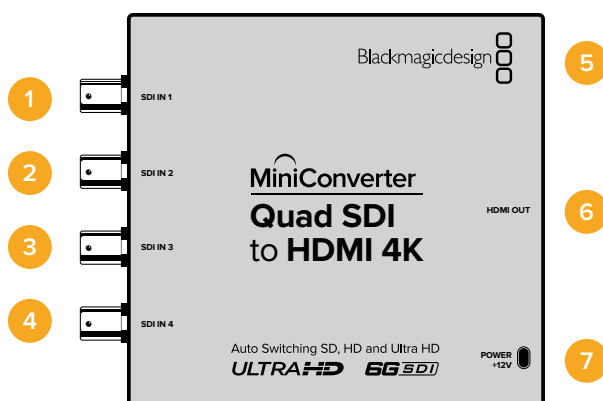 Blackmagicdesign
1
SDI IN 1
5
2
SDI IN 2
MiniConverter
Quad SDI
HDMI OUT
6
3
SDI IN 3
to HDMI 4K
4
SDI IN 4
Auto Switching SD, HD and Ultra HD
ULTRA HD 6G SDI
POWER
+12V
7